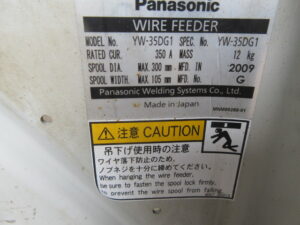 Panasonic
WIRE FEEDER
MODEL No. YW-35DG1 SPEC. No. YW-35DG1
RATED CUR. 350 A MASS 12 kg
SPOOL DIA. MAX. 300 mm MFD. IN 2009
SPOOL WIDTH. MAX. 105 mm MFD. No. G
Panasonic Welding Systems Co., Ltd.
Made in Japan
注意 CAUTION
吊下げ使用時の注意
ワイヤ落下防止のため、
ノブネジを十分に締めてください。
When hanging the wire feeder,
be sure to fasten the spool lock firmly,
to prevent the wire spool from falling